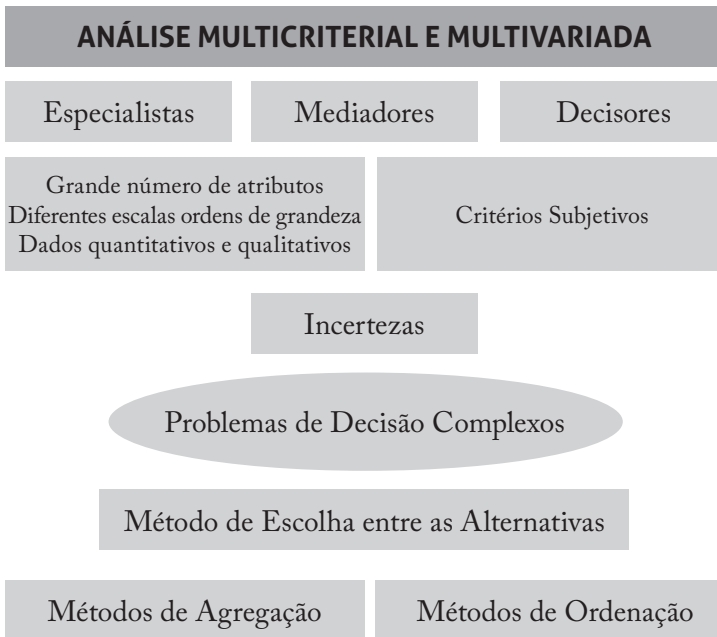 ANÁLISE MULTICRITERIAL E MULTIVARIADA
Especialistas
Mediadores
Decisores
Grande número de atributos
Diferentes escalas ordens de grandeza
Dados quantitativos e qualitativos
Critérios Subjetivos
Incertezas
Problemas de Decisão Complexos
Método de Escolha entre as Alternativas
Métodos de Agregação
Métodos de Ordenação